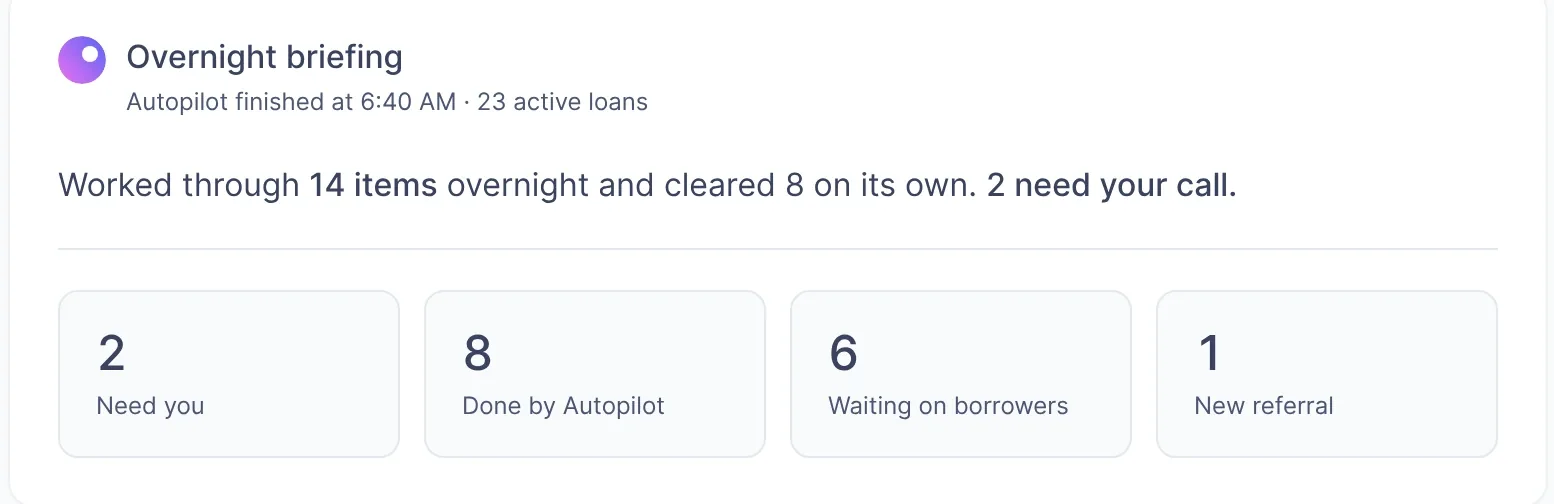 Overnight briefing
Autopilot finished at 6:40 AM · 23 active loans
Worked through 14 items overnight and cleared 8 on its own. 2 need your call.
2
Need you
8
Done by Autopilot
6
Waiting on borrowers
1
New referral